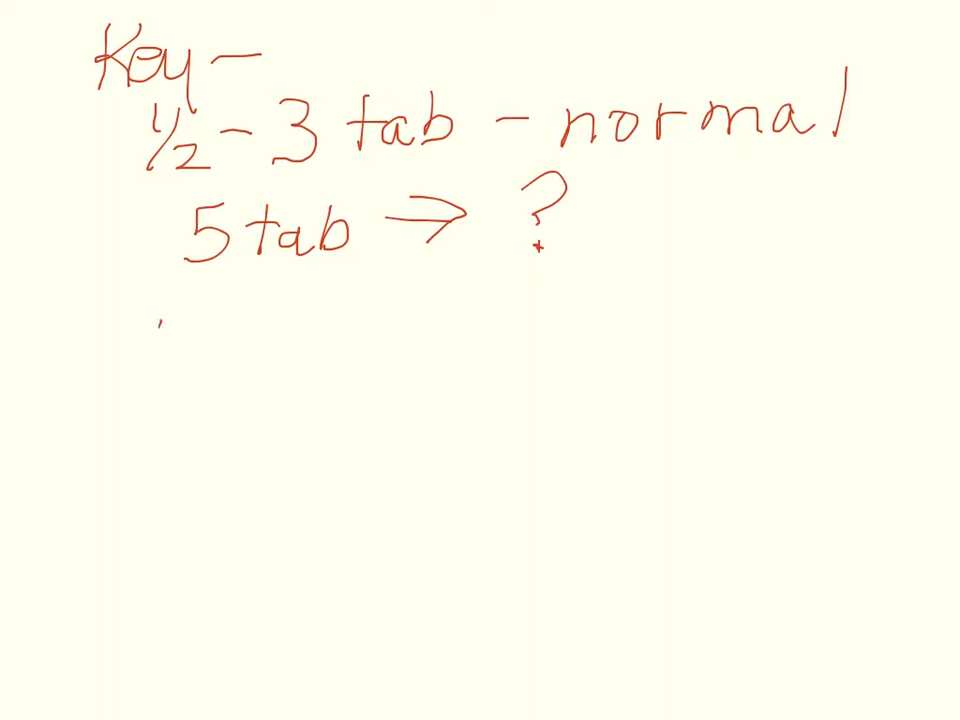 Key -
1/2 - 3 tab - normal
5 tab → ?